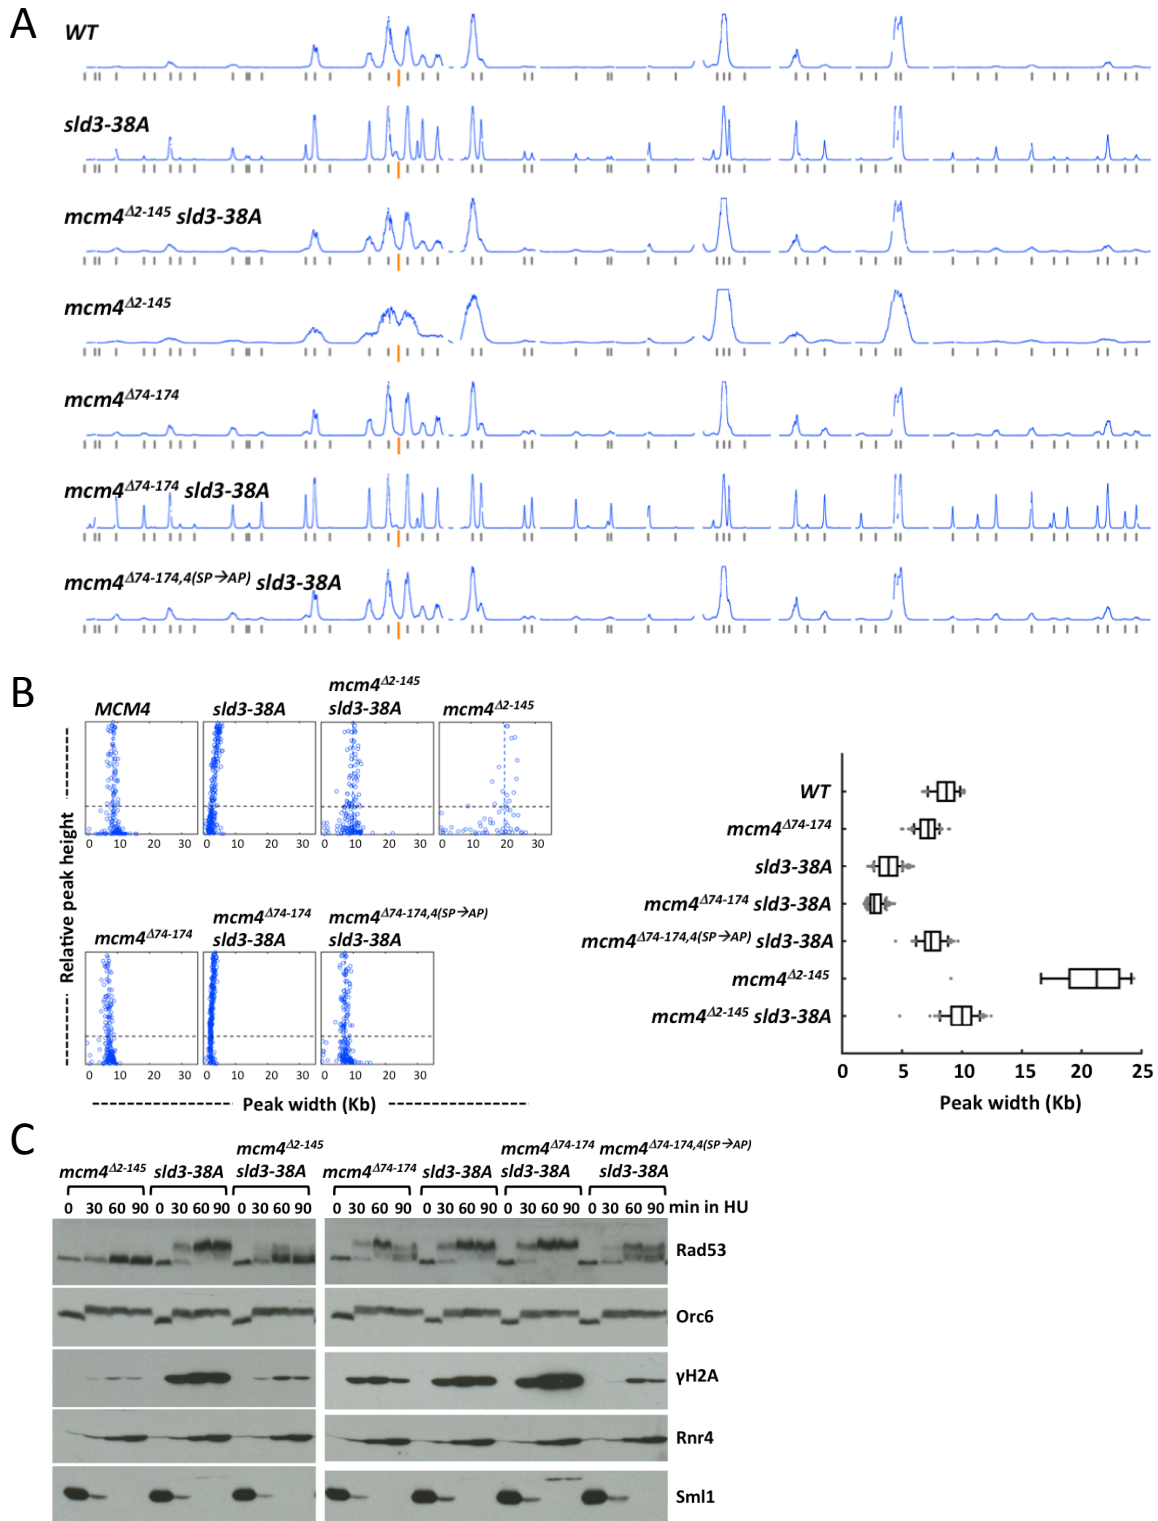 A
WT
sld3-38A
mcm4Δ2-145 sld3-38A
mcm4Δ2-145
mcm4Δ74-174
mcm4Δ74-174 sld3-38A
mcm4Δ74-174,4(SP→AP) sld3-38A
B
MCM4
sld3-38A
mcm4Δ2-145
sld3-38A
mcm4Δ2-145
0 10 20 30
0 10 20 30
0 10 20 30
0 10 20 30
Relative peak height
mcm4Δ74-174
mcm4Δ74-174
sld3-38A
mcm4Δ74-174,4(SP→AP)
sld3-38A
0 10 20 30
0 10 20 30
0 10 20 30
Peak width (Kb)
WT
mcm4Δ74-174
sld3-38A
mcm4Δ74-174 sld3-38A
mcm4Δ74-174,4(SP→AP) sld3-38A
mcm4Δ2-145
mcm4Δ2-145 sld3-38A
0 5 10 15 20 25
Peak width (Kb)
C
mcm4Δ2-145
sld3-38A
mcm4Δ2-145
sld3-38A
mcm4Δ74-174
sld3-38A
mcm4Δ74-174
sld3-38A
mcm4Δ74-174,4(SP→AP)
sld3-38A
0 30 60 90 0 30 60 90 0 30 60 90 0 30 60 90 0 30 60 90 0 30 60 90 0 30 60 90 min in HU
Rad53
Orc6
γH2A
Rnr4
Sml1